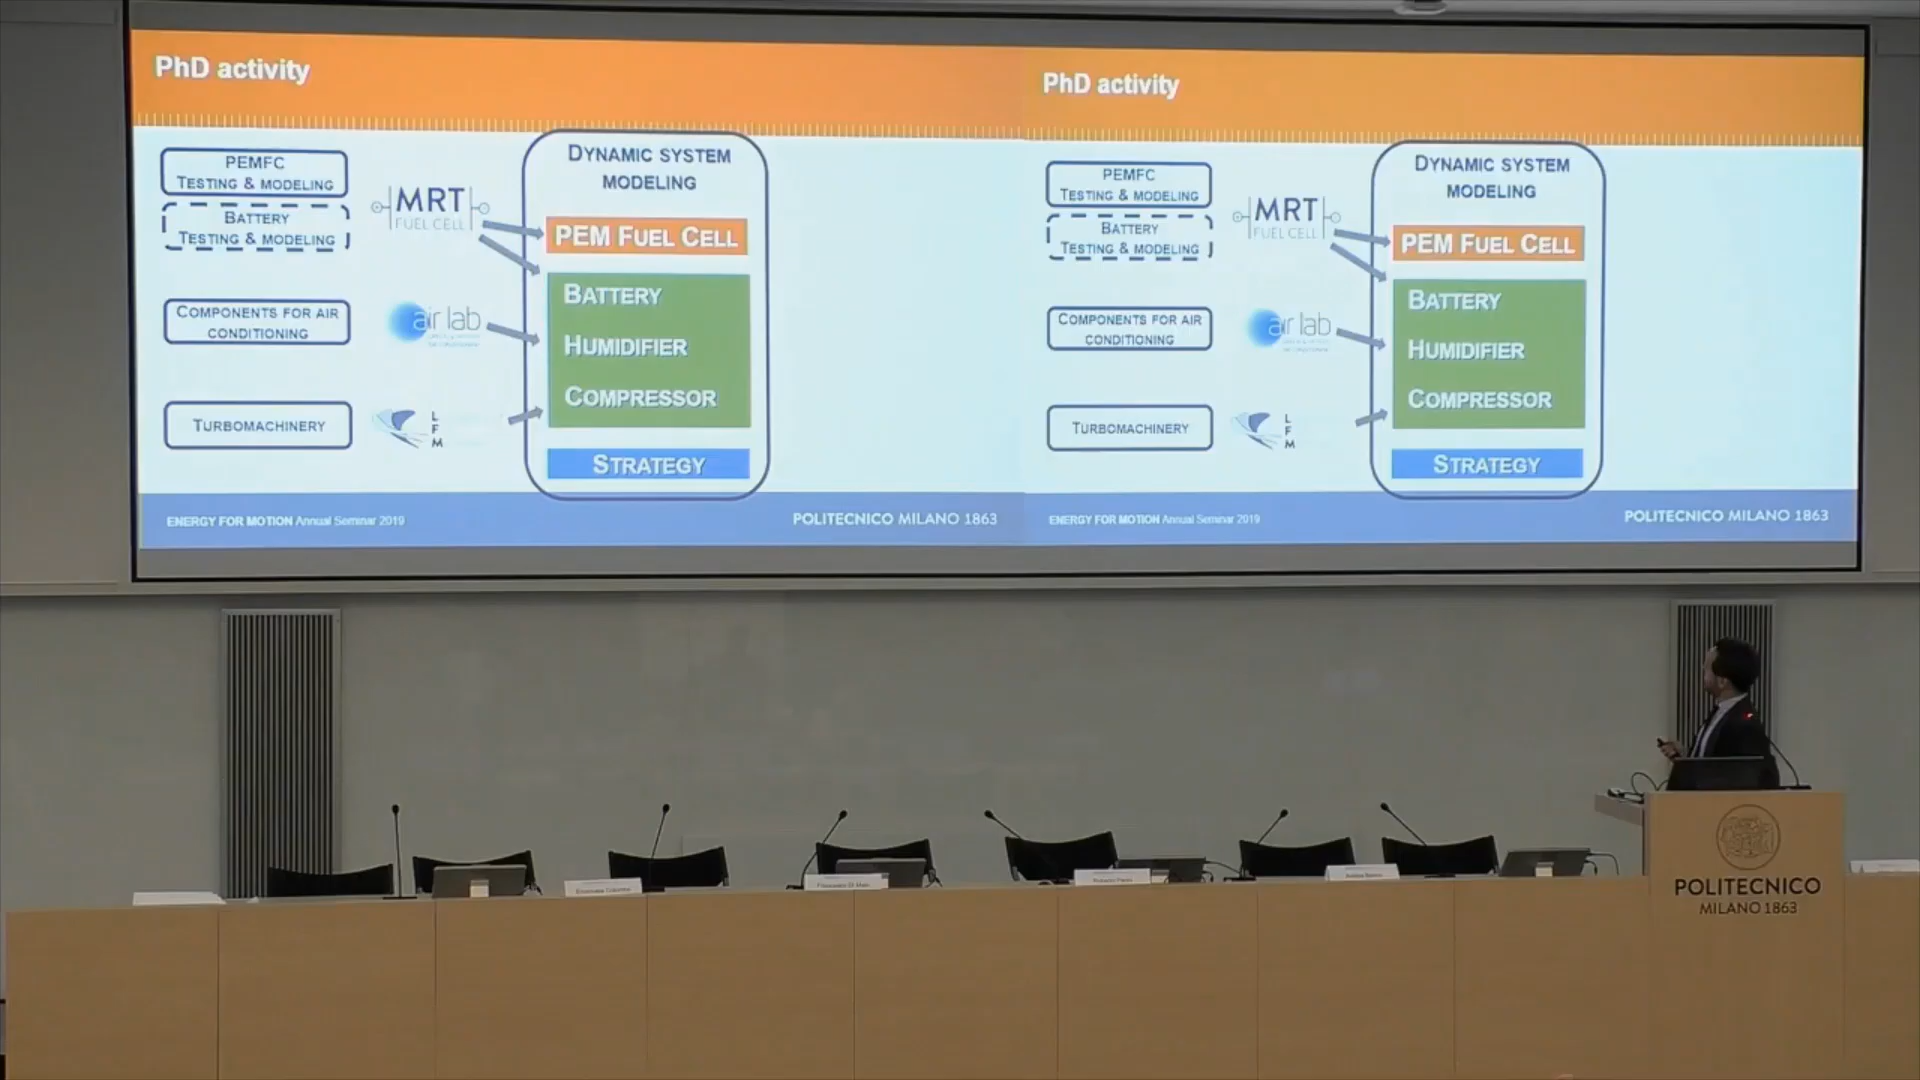 PhD activity
PEMFC
TESTING & MODELING
BATTERY
TESTING & MODELING
COMPONENTS FOR AIR
CONDITIONING
TURBOMACHINERY
MRT
FUEL CELL
air lab
L
F
M
DYNAMIC SYSTEM
MODELING
PEM FUEL CELL
BATTERY
HUMIDIFIER
COMPRESSOR
STRATEGY
ENERGY FOR MOTION Annual Seminar 2019
POLITECNICO MILANO 1863
PhD activity
PEMFC
TESTING & MODELING
BATTERY
TESTING & MODELING
COMPONENTS FOR AIR
CONDITIONING
TURBOMACHINERY
MRT
FUEL CELL
air lab
L
F
M
DYNAMIC SYSTEM
MODELING
PEM FUEL CELL
BATTERY
HUMIDIFIER
COMPRESSOR
STRATEGY
ENERGY FOR MOTION Annual Seminar 2019
POLITECNICO MILANO 1863
POLITECNICO
MILANO 1863